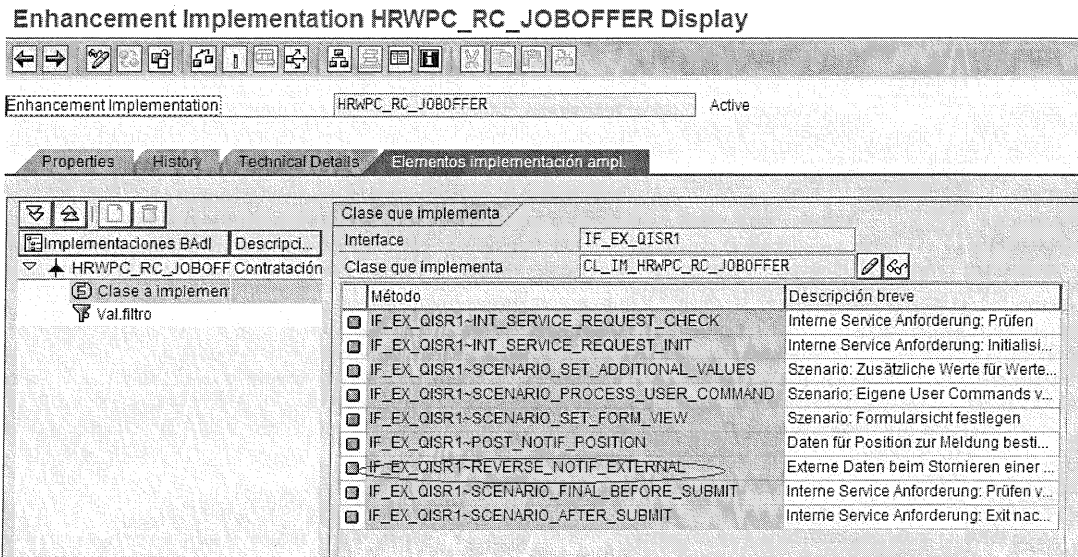 Enhancement Implementation HRWPC_RC_JOBOFFER Display
Enhancement Implementation HRWPC_RC_JOBOFFER Active
Properties History Technical Details Elementos implementación ampl.
Clase que implementa
Implementaciones BAdI Descripci...
Interface IF_EX_QISR1
HRWPC_RC_JOBOFF Contratación
Clase que implementa CL_IM_HRWPC_RC_JOBOFFER
Clase a implemen
Val.filtro
Método Descripción breve
IF_EX_QISR1~INT_SERVICE_REQUEST_CHECK Interne Service Anforderung: Prüfen
IF_EX_QISR1~INT_SERVICE_REQUEST_INIT Interne Service Anforderung: Initialisi...
IF_EX_QISR1~SCENARIO_SET_ADDITIONAL_VALUES Szenario: Zusätzliche Werte für Werte...
IF_EX_QISR1~SCENARIO_PROCESS_USER_COMMAND Szenario: Eigene User Commands v...
IF_EX_QISR1~SCENARIO_SET_FORM_VIEW Szenario: Formularsicht festlegen
IF_EX_QISR1~POST_NOTIF_POSITION Daten für Position zur Meldung besti...
IF_EX_QISR1~REVERSE_NOTIF_EXTERNAL Externe Daten beim Stornieren einer ...
IF_EX_QISR1~SCENARIO_FINAL_BEFORE_SUBMIT Interne Service Anforderung: Prüfen v...
IF_EX_QISR1~SCENARIO_AFTER_SUBMIT Interne Service Anforderung: Exit nac...